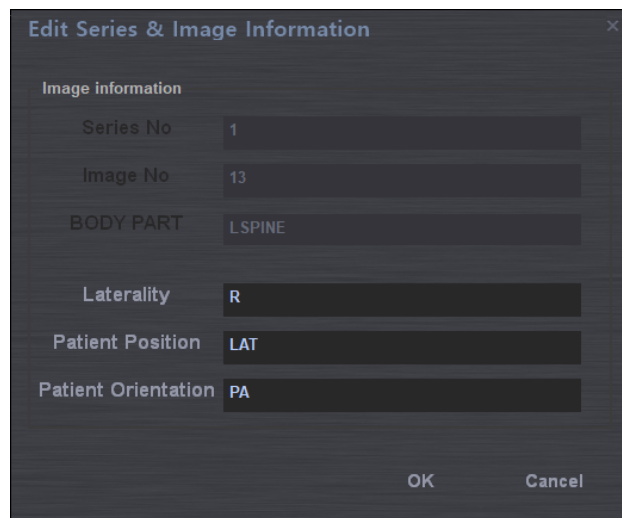 Edit Series & Image Information ×
Image information
Series No 1
Image No 13
BODY PART LSPINE
Laterality R
Patient Position LAT
Patient Orientation PA
OK Cancel